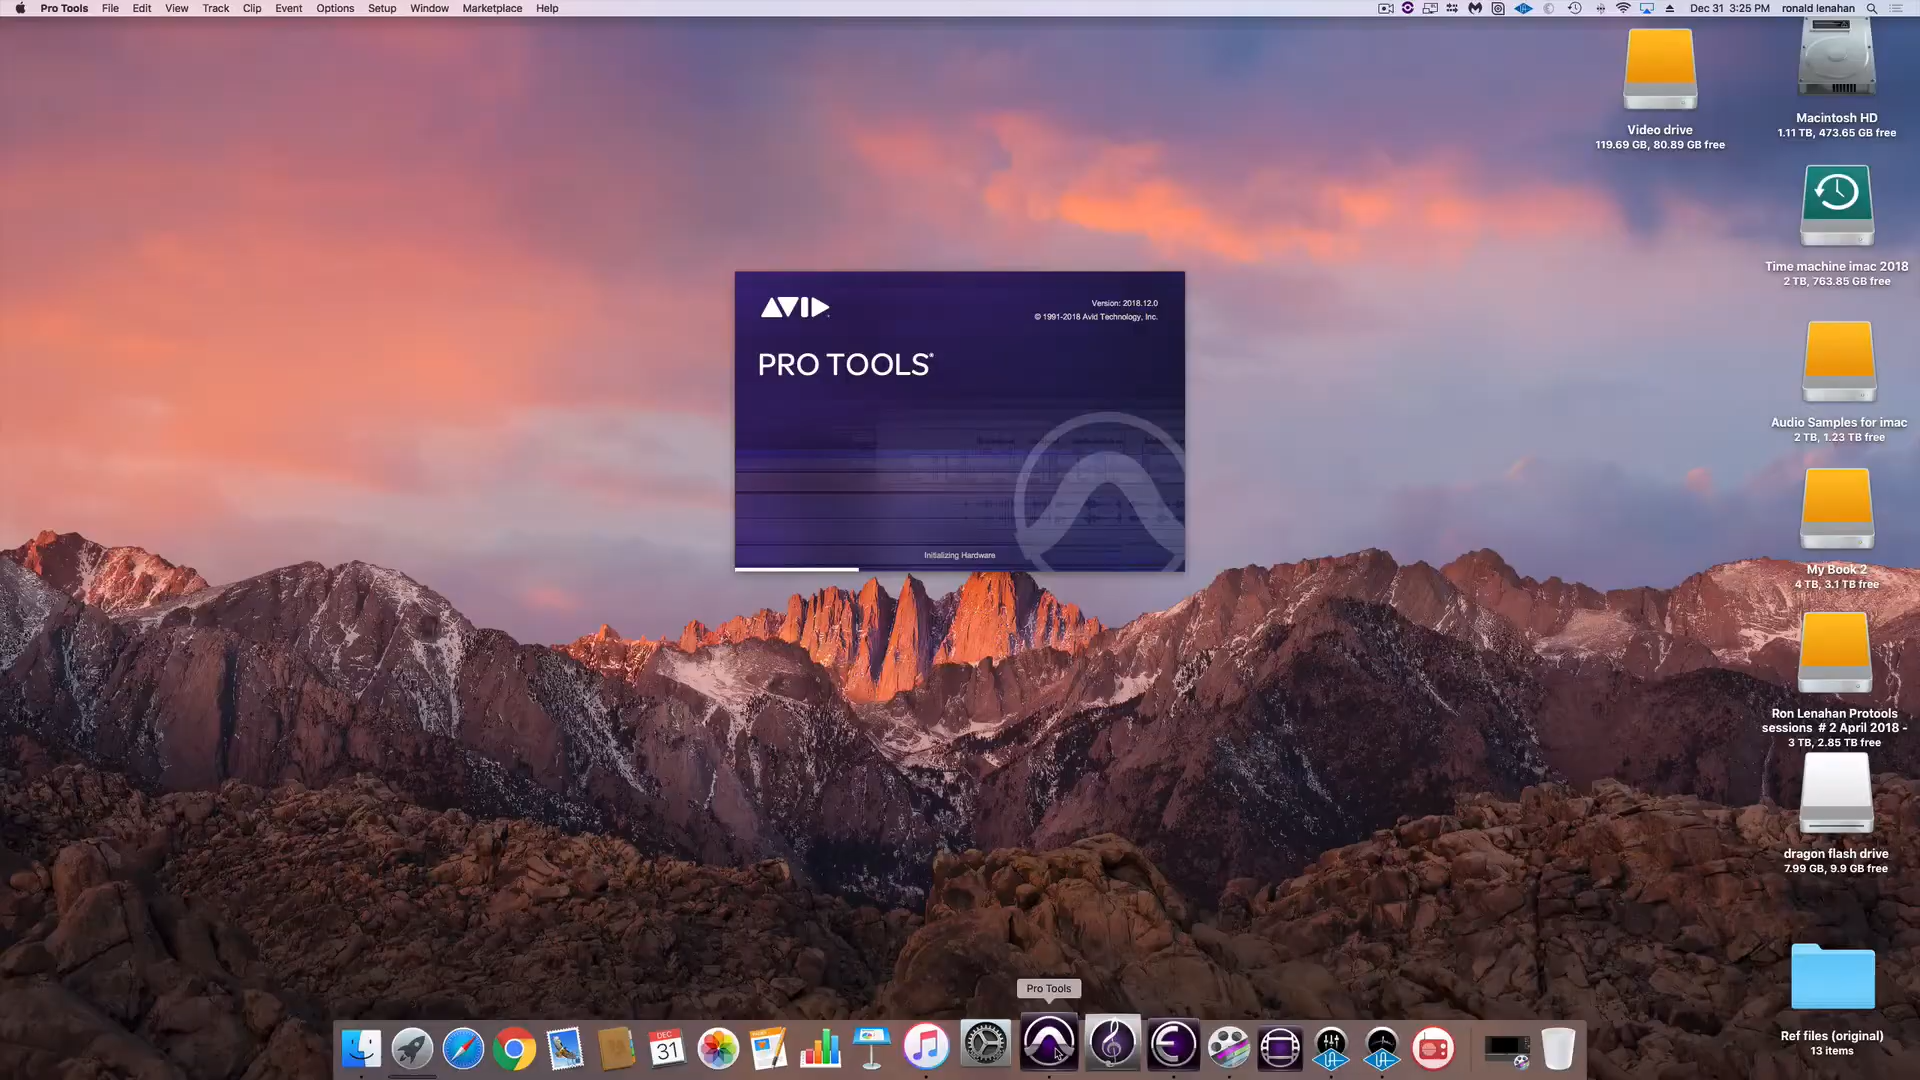 Pro Tools File Edit View Track Clip Event Options Setup Window Marketplace Help
Dec 31 3:25 PM ronald lenahan
Video drive
119.69 GB, 80.89 GB free
Macintosh HD
1.11 TB, 473.65 GB free
Time machine imac 2018
2 TB, 763.85 GB free
AVID
Version: 2018.12.0
© 1991-2018 Avid Technology, Inc.
PRO TOOLS®
Initializing Hardware
Audio Samples for imac
2 TB, 1.23 TB free
My Book 2
4 TB, 3.1 TB free
Ron Lenahan Protools
sessions # 2 April 2018 -
3 TB, 2.85 TB free
dragon flash drive
7.99 GB, 9.9 GB free
Ref files (original)
13 items
Pro Tools
DEC
31